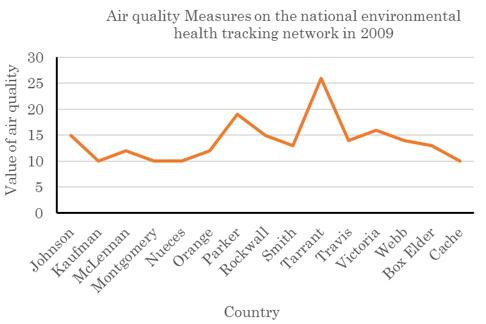 Air quality Measures on the national environmental
health tracking network in 2009
Value of air quality
30
25
20
15
10
5
0
Johnson
Kaufman
McLennan
Montgomery
Nueces
Orange
Parker
Rockwall
Smith
Tarrant
Travis
Victoria
Webb
Box Elder
Cache
Country